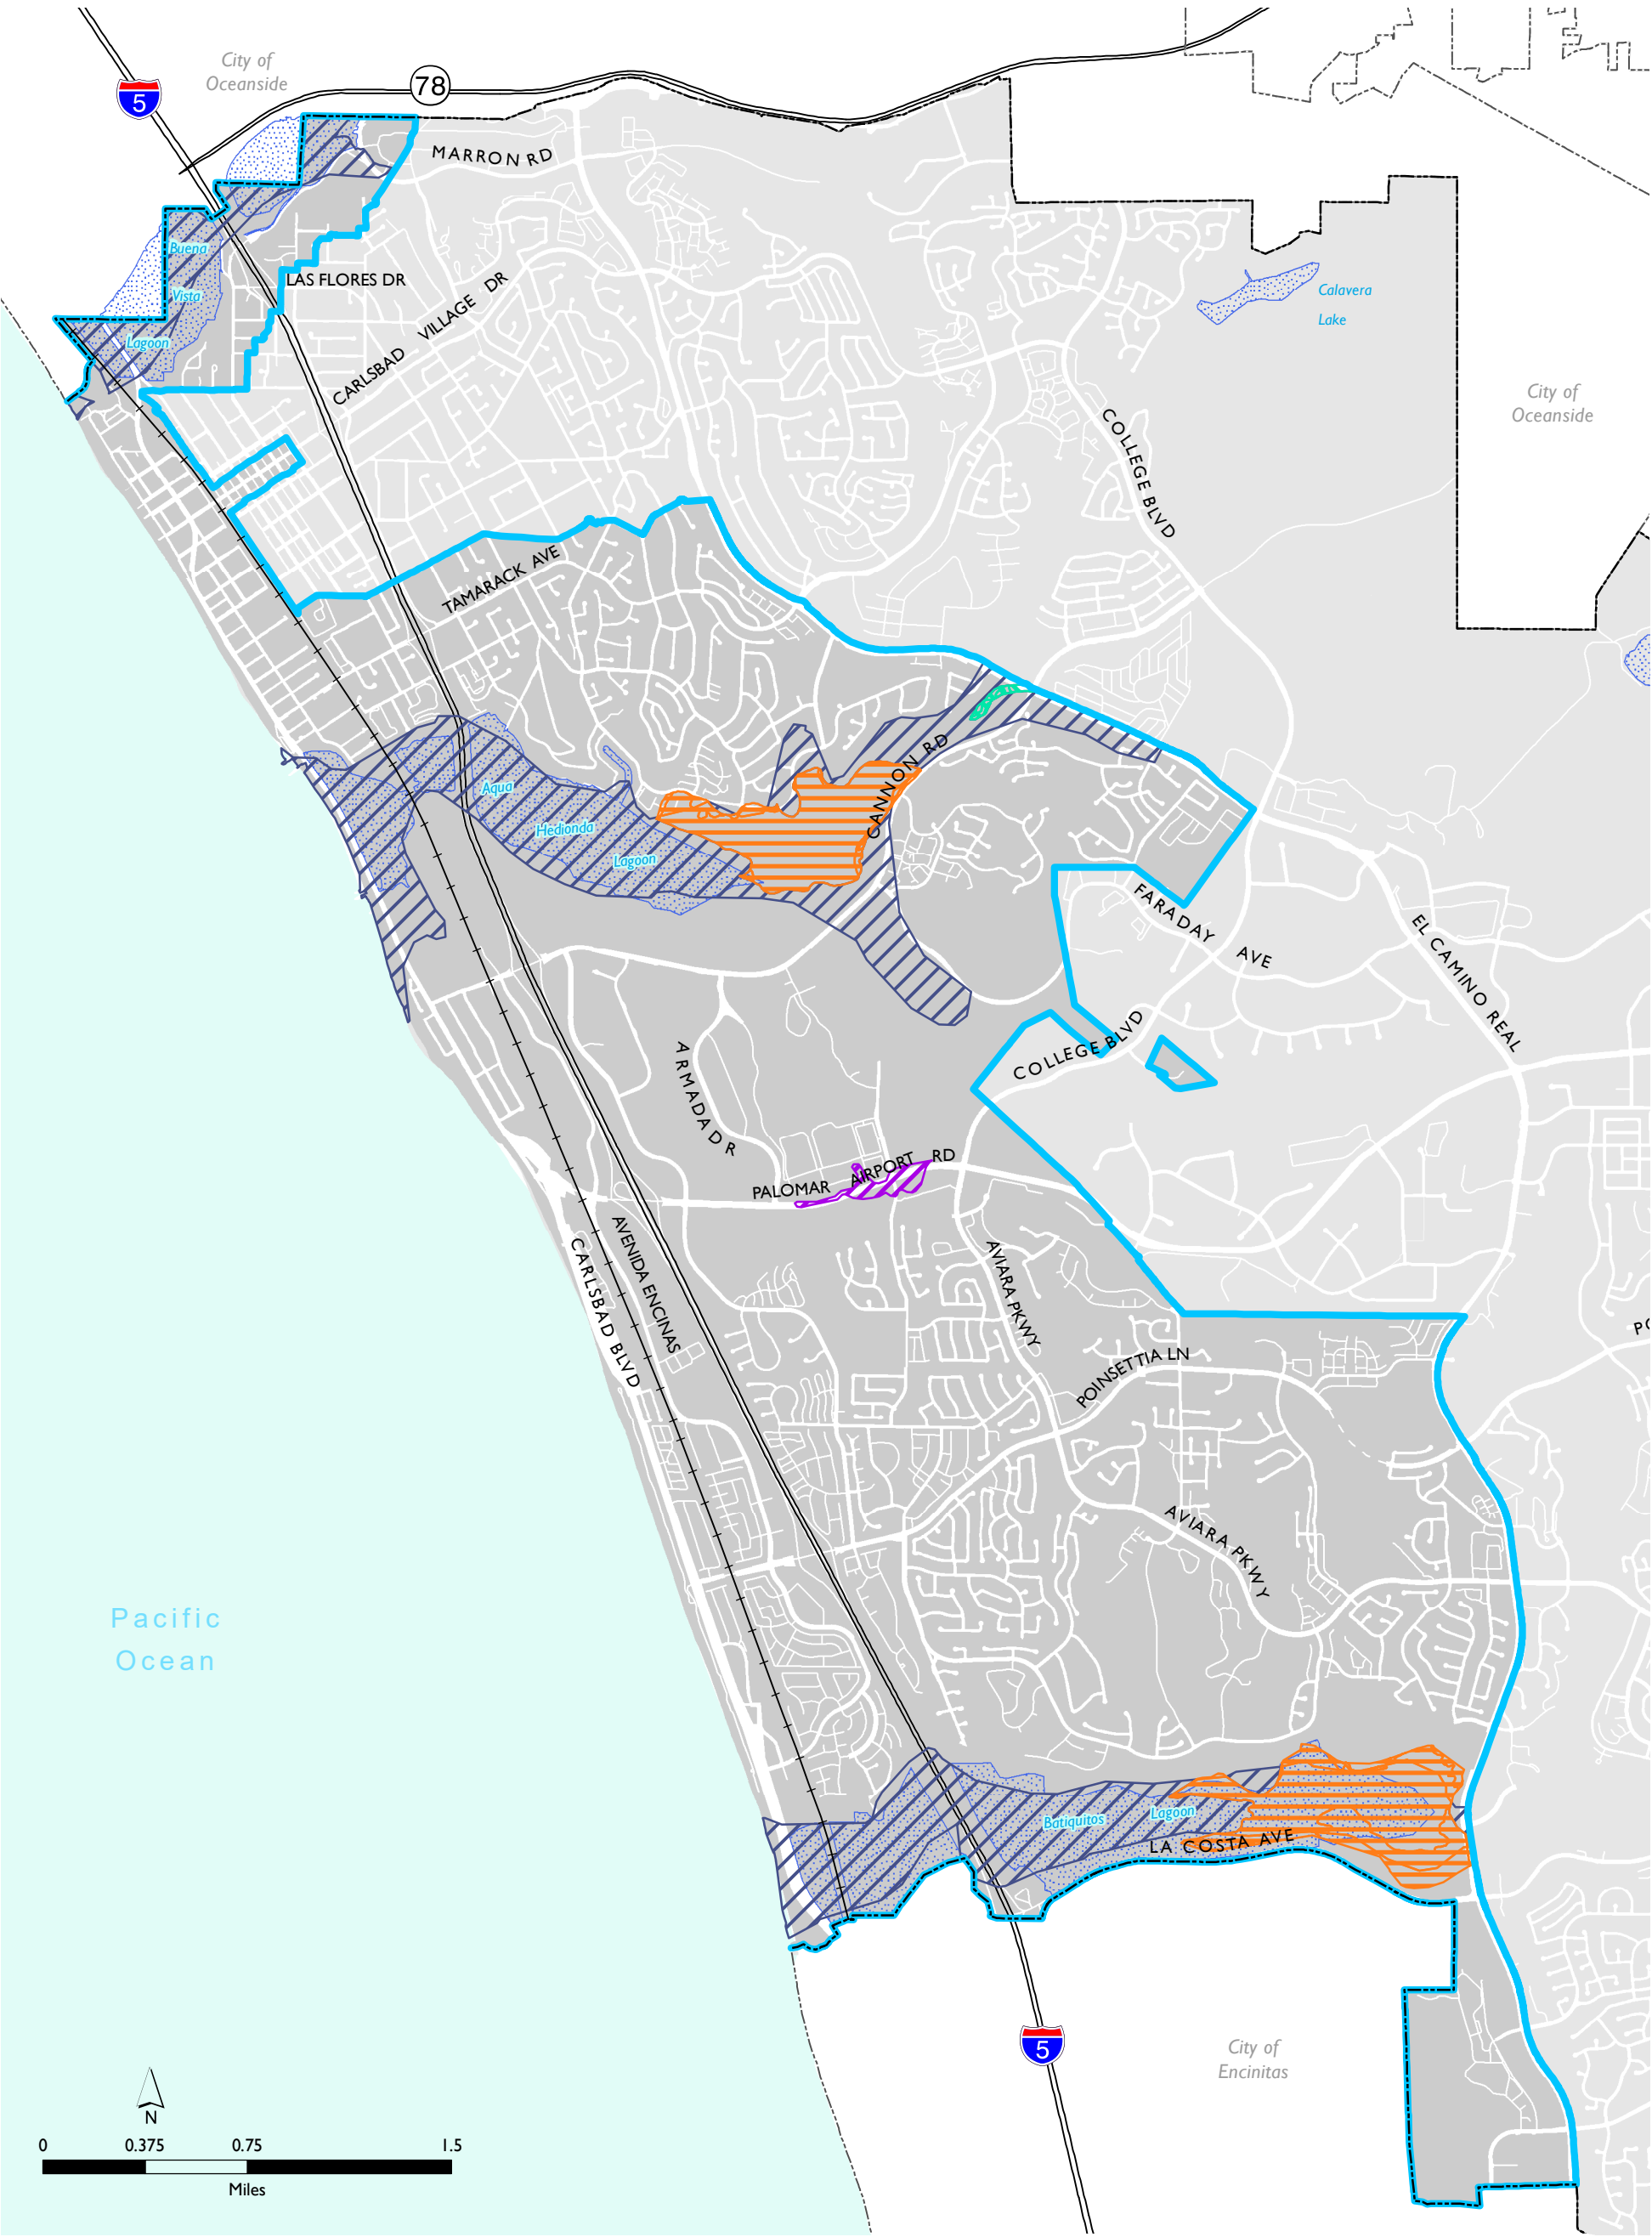 City of
Oceanside
5
78
MARRON RD
Buena
Vista
Lagoon
LAS FLORES DR
CARLSBAD VILLAGE DR
Calavera
Lake
City of
Oceanside
COLLEGE BLVD
TAMARACK AVE
CANNON RD
Aqua
Hedionda
Lagoon
FARADAY AVE
EL CAMINO REAL
COLLEGE BLVD
ARMADA DR
PALOMAR AIRPORT RD
AVENIDA ENCINAS
CARLSBAD BLVD
AVIARA PKWY
POINSETTIA LN
AVIARA PKWY
Pacific
Ocean
Batiquitos Lagoon
LA COSTA AVE
5
City of
Encinitas
N
0 0.375 0.75 1.5
Miles